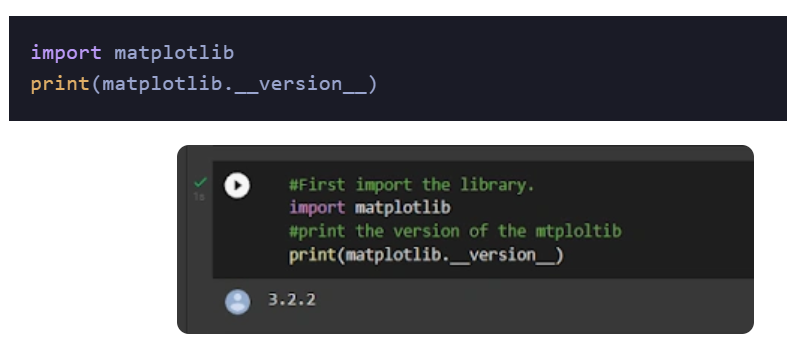 import matplotlib
print(matplotlib.__version__)
#First import the library.
import matplotlib
#print the version of the mtploltib
print(matplotlib.__version__)
1s
3.2.2